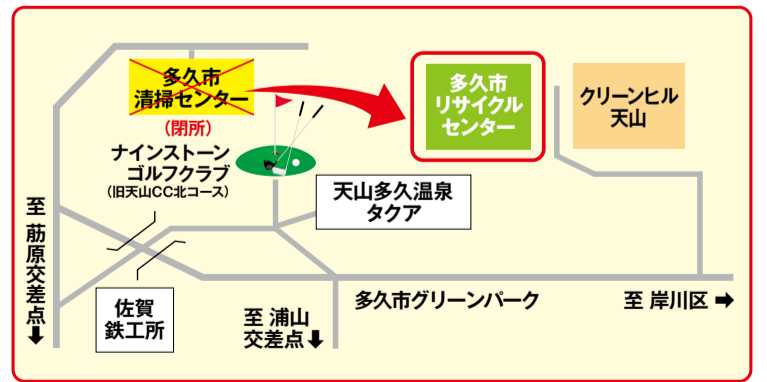 多久市
清掃センター
(閉所)
ナインストーン
ゴルフクラブ
(旧天山CC北コース)
多久市
リサイクル
センター
クリーンヒル
天山
天山多久温泉
タクア
至 莇原交差点⬇
佐賀
鉄工所
至 浦山
交差点⬇
多久市グリーンパーク
至 岸川区➡